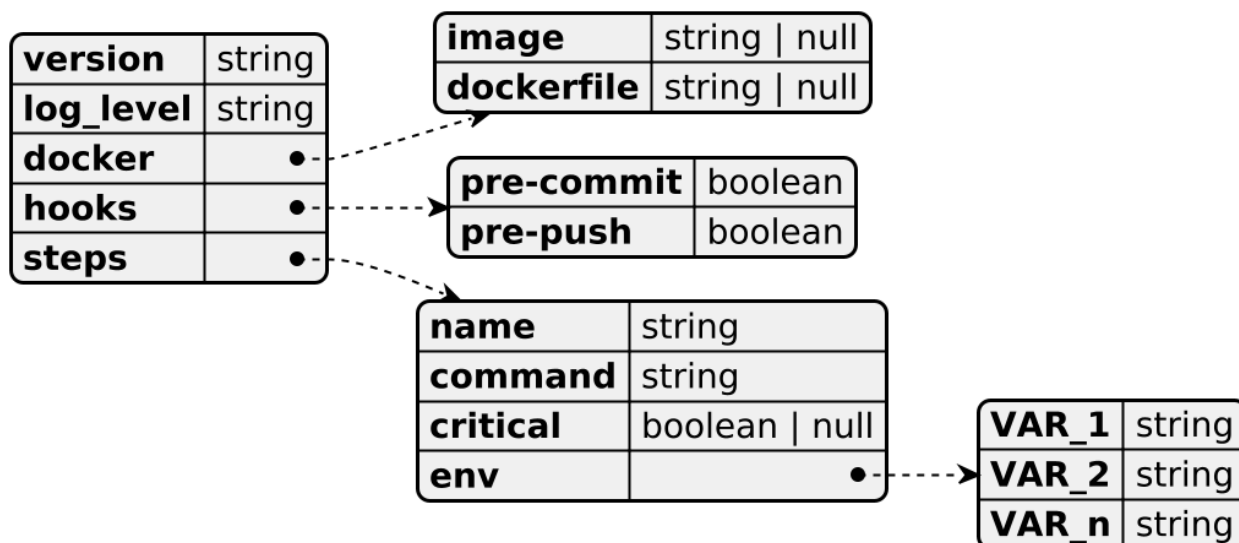 version string
log_level string
docker
hooks
steps
image string | null
dockerfile string | null
pre-commit boolean
pre-push boolean
name string
command string
critical boolean | null
env
VAR_1 string
VAR_2 string
VAR_n string